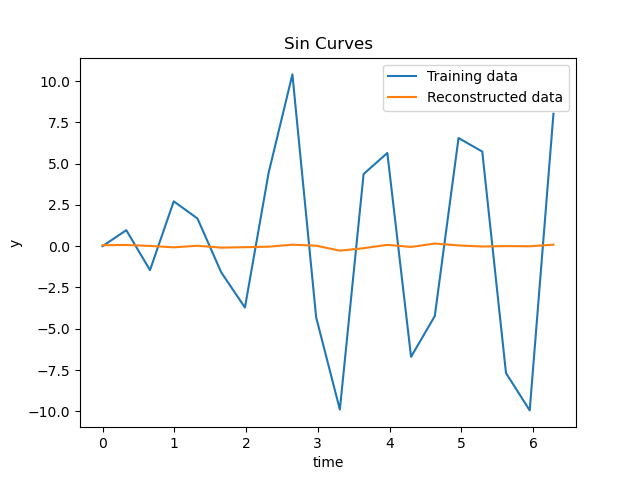 Sin Curves
Training data
Reconstructed data
10.0
7.5
5.0
2.5
0.0
−2.5
−5.0
−7.5
−10.0
y
0 1 2 3 4 5 6
time